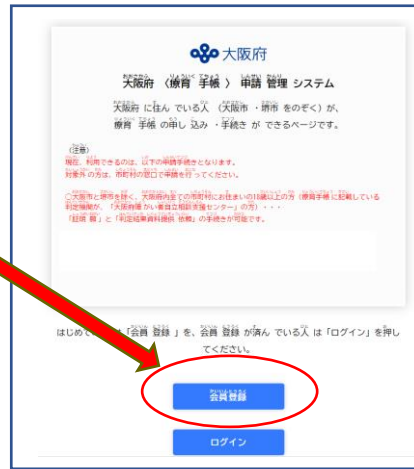 大阪府
大阪府 〈療育 手帳 〉 申請 管理 システム
大阪府 に住ん でいる人 (大阪市 ・堺市 をのぞく) が、
療育 手帳 の申し 込み ・手続き が できるページです。
(注意)
現在、利用できるのは、以下の申請手続きとなります。
対象外の方は、市町村の窓口で申請を行ってください。
○大阪市と堺市を除く、大阪府内全ての市町村にお住まいの18歳以上の方 (療育手帳に記載している
判定機関が、「大阪府障がい者自立相談支援センター」の方)・・・
「証明 願 」と「判定結果資料提供 依頼」の手続きが可能です。
はじめて
「会員 登録 」を、会員 登録 が済ん でいる人 は「ログイン」を押し
てください。
会員登録
ログイン